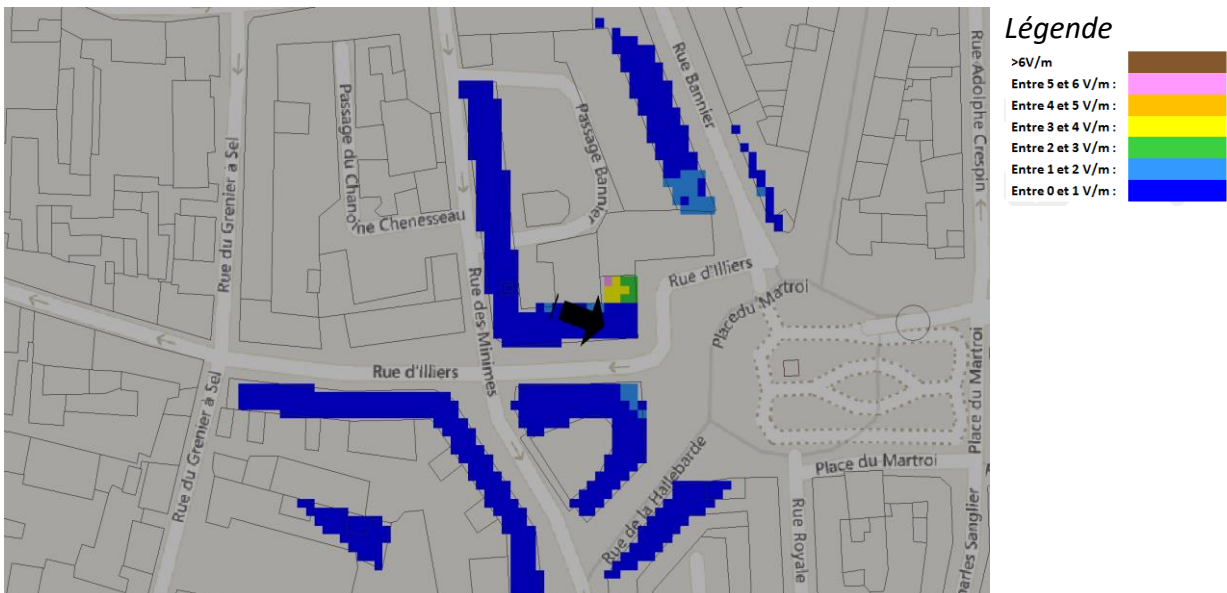 Légende
>6V/m
Entre 5 et 6 V/m :
Entre 4 et 5 V/m :
Entre 3 et 4 V/m :
Entre 2 et 3 V/m :
Entre 1 et 2 V/m :
Entre 0 et 1 V/m :
Rue du Grenier à Sel
Passage du Chanoine Chenesseau
Passage Bannier
Rue Bannier
Rue Adolphe Crespin
Rue d'Illiers
Place du Martroi
Rue des Minimes
Rue d'Illiers
Place du Martroi
Rue du Grenier à Sel
Rue de la Hallebarde
Place du Martroi
Rue Royale
harles Sanglier